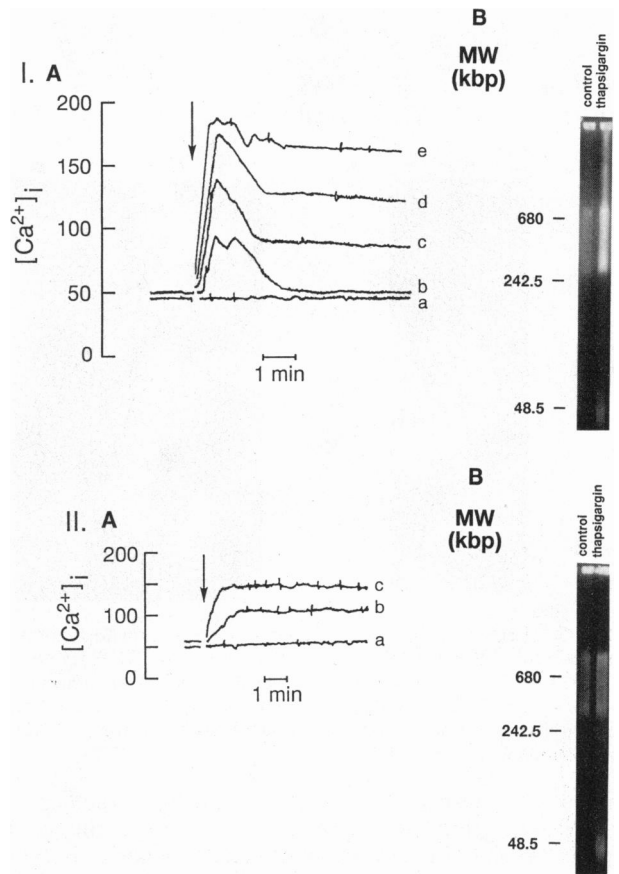 I. A
[Ca2+]i
200
150
100
50
0
e
d
c
b
a
1 min
B
MW
(kbp)
control
thapsigargin
680
242.5
48.5
II. A
[Ca2+]i
200
100
0
c
b
a
1 min
B
MW
(kbp)
control
thapsigargin
680
242.5
48.5